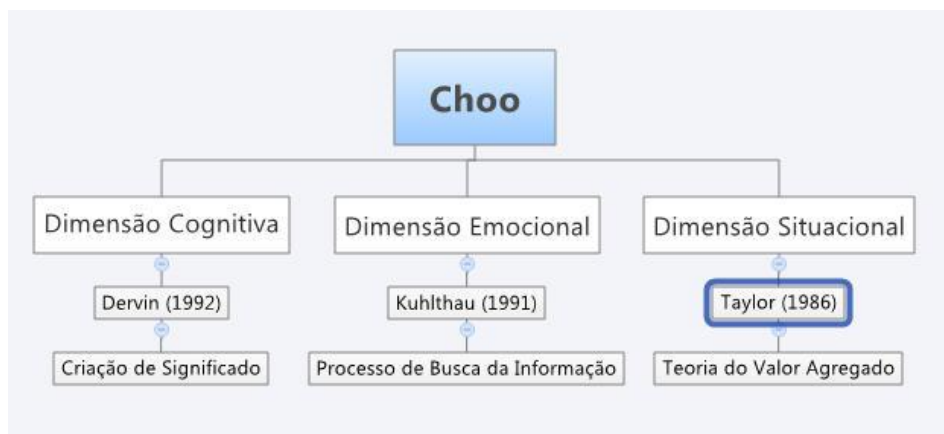 Choo
Dimensão Cognitiva
Dimensão Emocional
Dimensão Situacional
Dervin (1992)
Kuhlthau (1991)
Taylor (1986)
Criação de Significado
Processo de Busca da Informação
Teoria do Valor Agregado